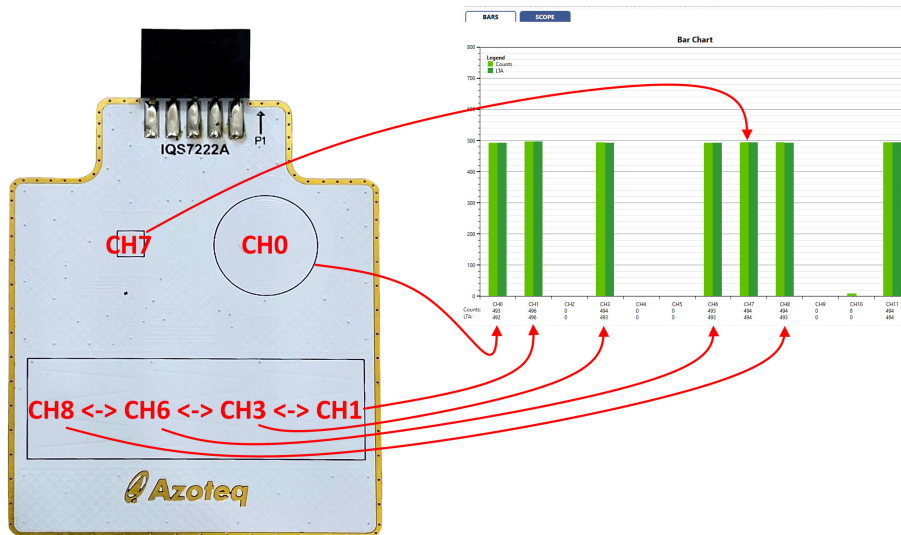 BARS
SCOPE
Bar Chart
Legend
Counts
LTA
800
700
600
500
400
300
200
100
0
CH0 CH1 CH2 CH3 CH4 CH5 CH6 CH7 CH8 CH9 CH10 CH11
Counts: 493 496 0 494 0 0 493 494 494 0 8 494
LTA: 492 496 0 493 0 0 493 494 493 0 0 494
P1
IQS7222A
CH7
CH0
CH8 <-> CH6 <-> CH3 <-> CH1
Azoteq